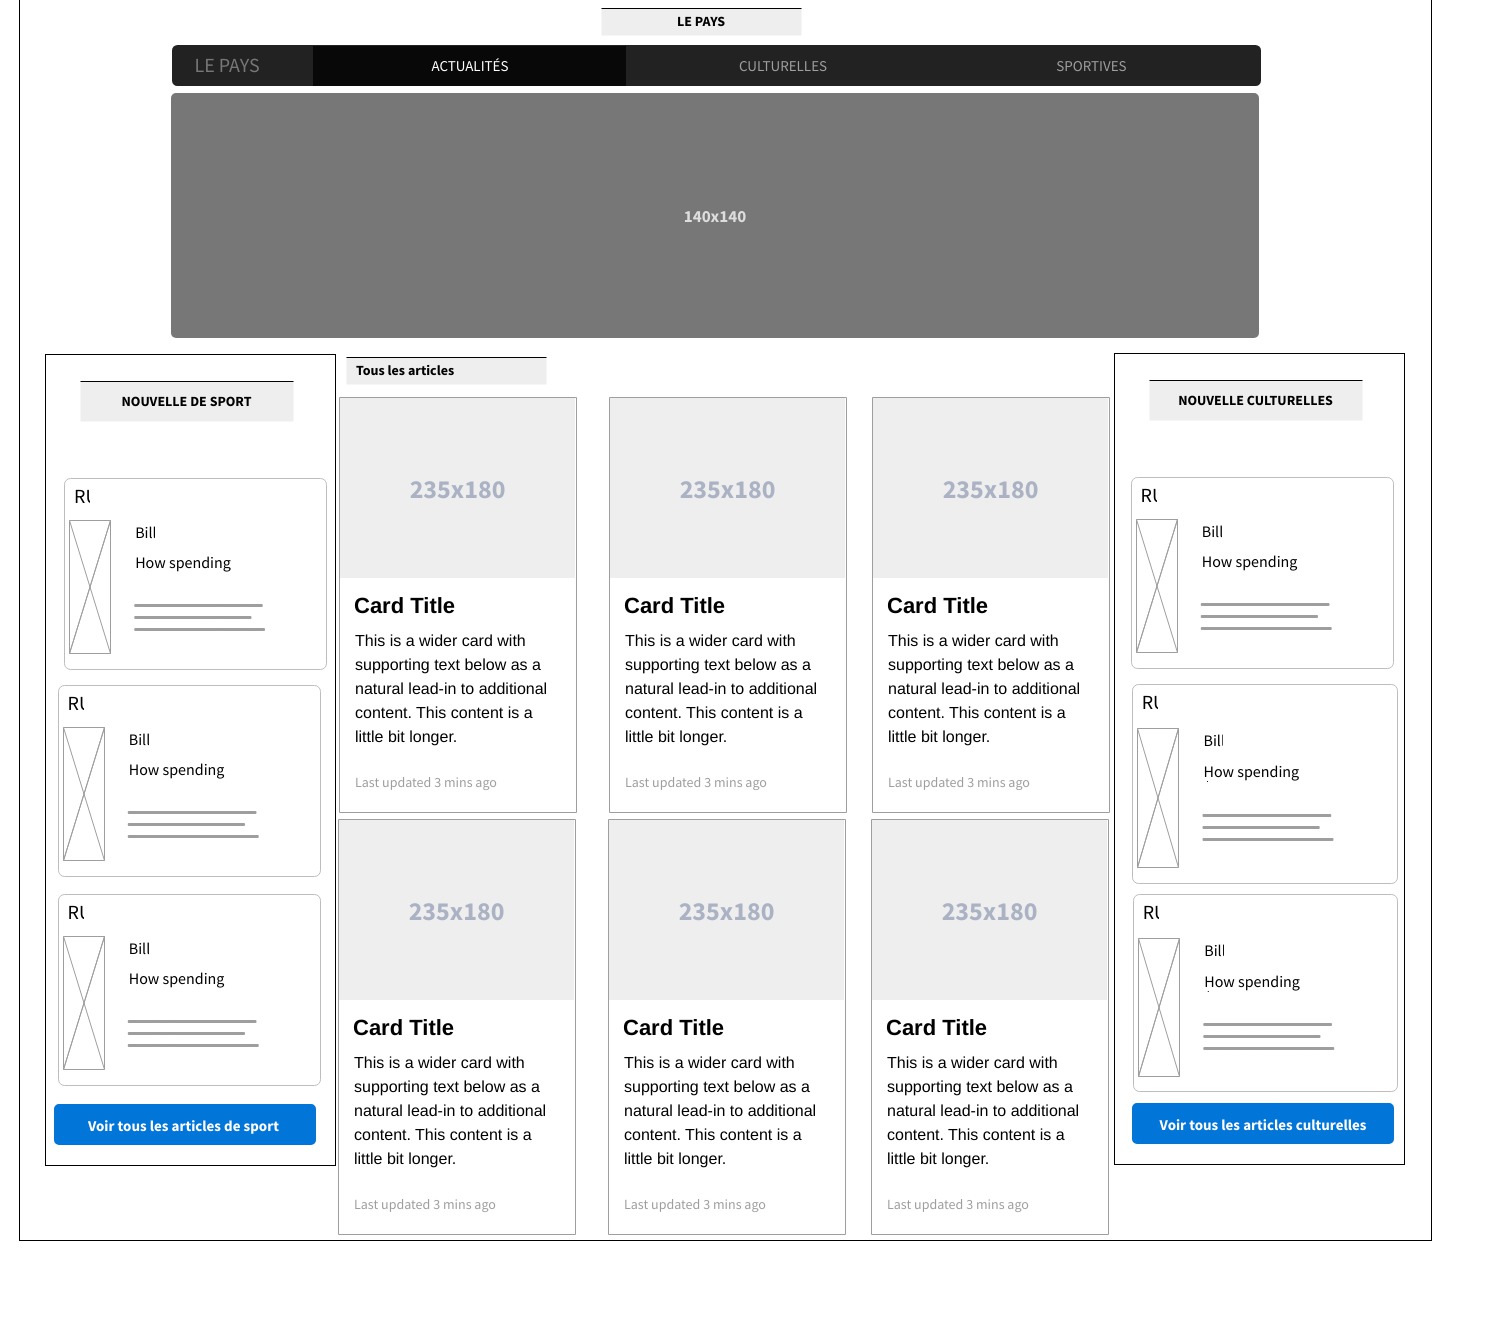 LE PAYS
LE PAYS
ACTUALITÉS
CULTURELLES
SPORTIVES
140x140
NOUVELLE DE SPORT
Rl
Bill
How spending
Rl
Bill
How spending
Rl
Bill
How spending
Voir tous les articles de sport
Tous les articles
235x180
Card Title
This is a wider card with
supporting text below as a
natural lead-in to additional
content. This content is a
little bit longer.
Last updated 3 mins ago
235x180
Card Title
This is a wider card with
supporting text below as a
natural lead-in to additional
content. This content is a
little bit longer.
Last updated 3 mins ago
235x180
Card Title
This is a wider card with
supporting text below as a
natural lead-in to additional
content. This content is a
little bit longer.
Last updated 3 mins ago
235x180
Card Title
This is a wider card with
supporting text below as a
natural lead-in to additional
content. This content is a
little bit longer.
Last updated 3 mins ago
235x180
Card Title
This is a wider card with
supporting text below as a
natural lead-in to additional
content. This content is a
little bit longer.
Last updated 3 mins ago
235x180
Card Title
This is a wider card with
supporting text below as a
natural lead-in to additional
content. This content is a
little bit longer.
Last updated 3 mins ago
NOUVELLE CULTURELLES
Rl
Bill
How spending
Rl
Bill
How spending
Rl
Bill
How spending
Voir tous les articles culturelles